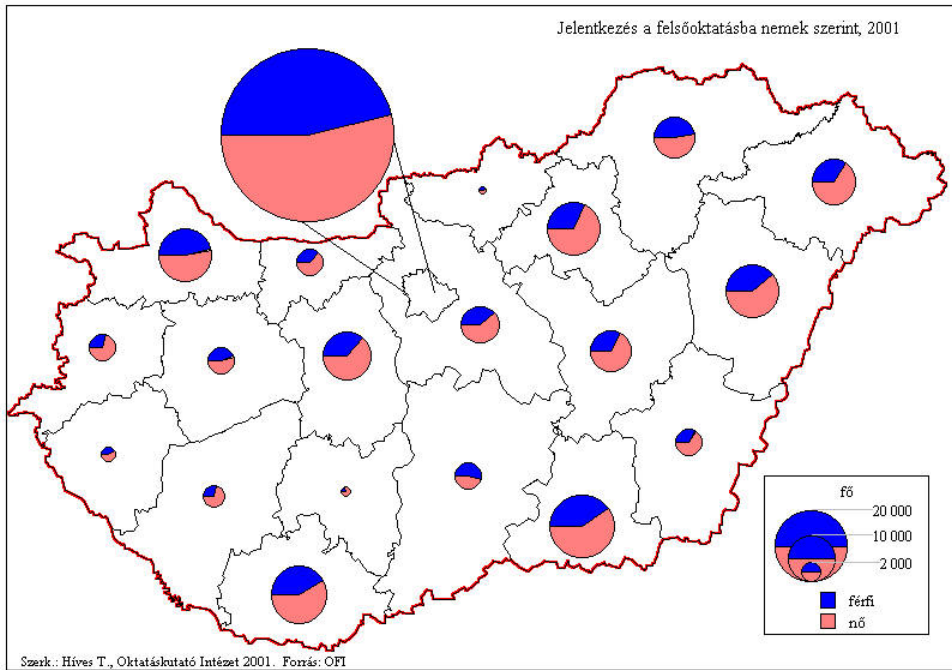 Jelentkezés a felsőoktatásba nemek szerint, 2001
fő
20 000
10 000
2 000
férfi
nő
Szerk.: Híves T., Oktatáskutató Intézet 2001. Forrás: OFI